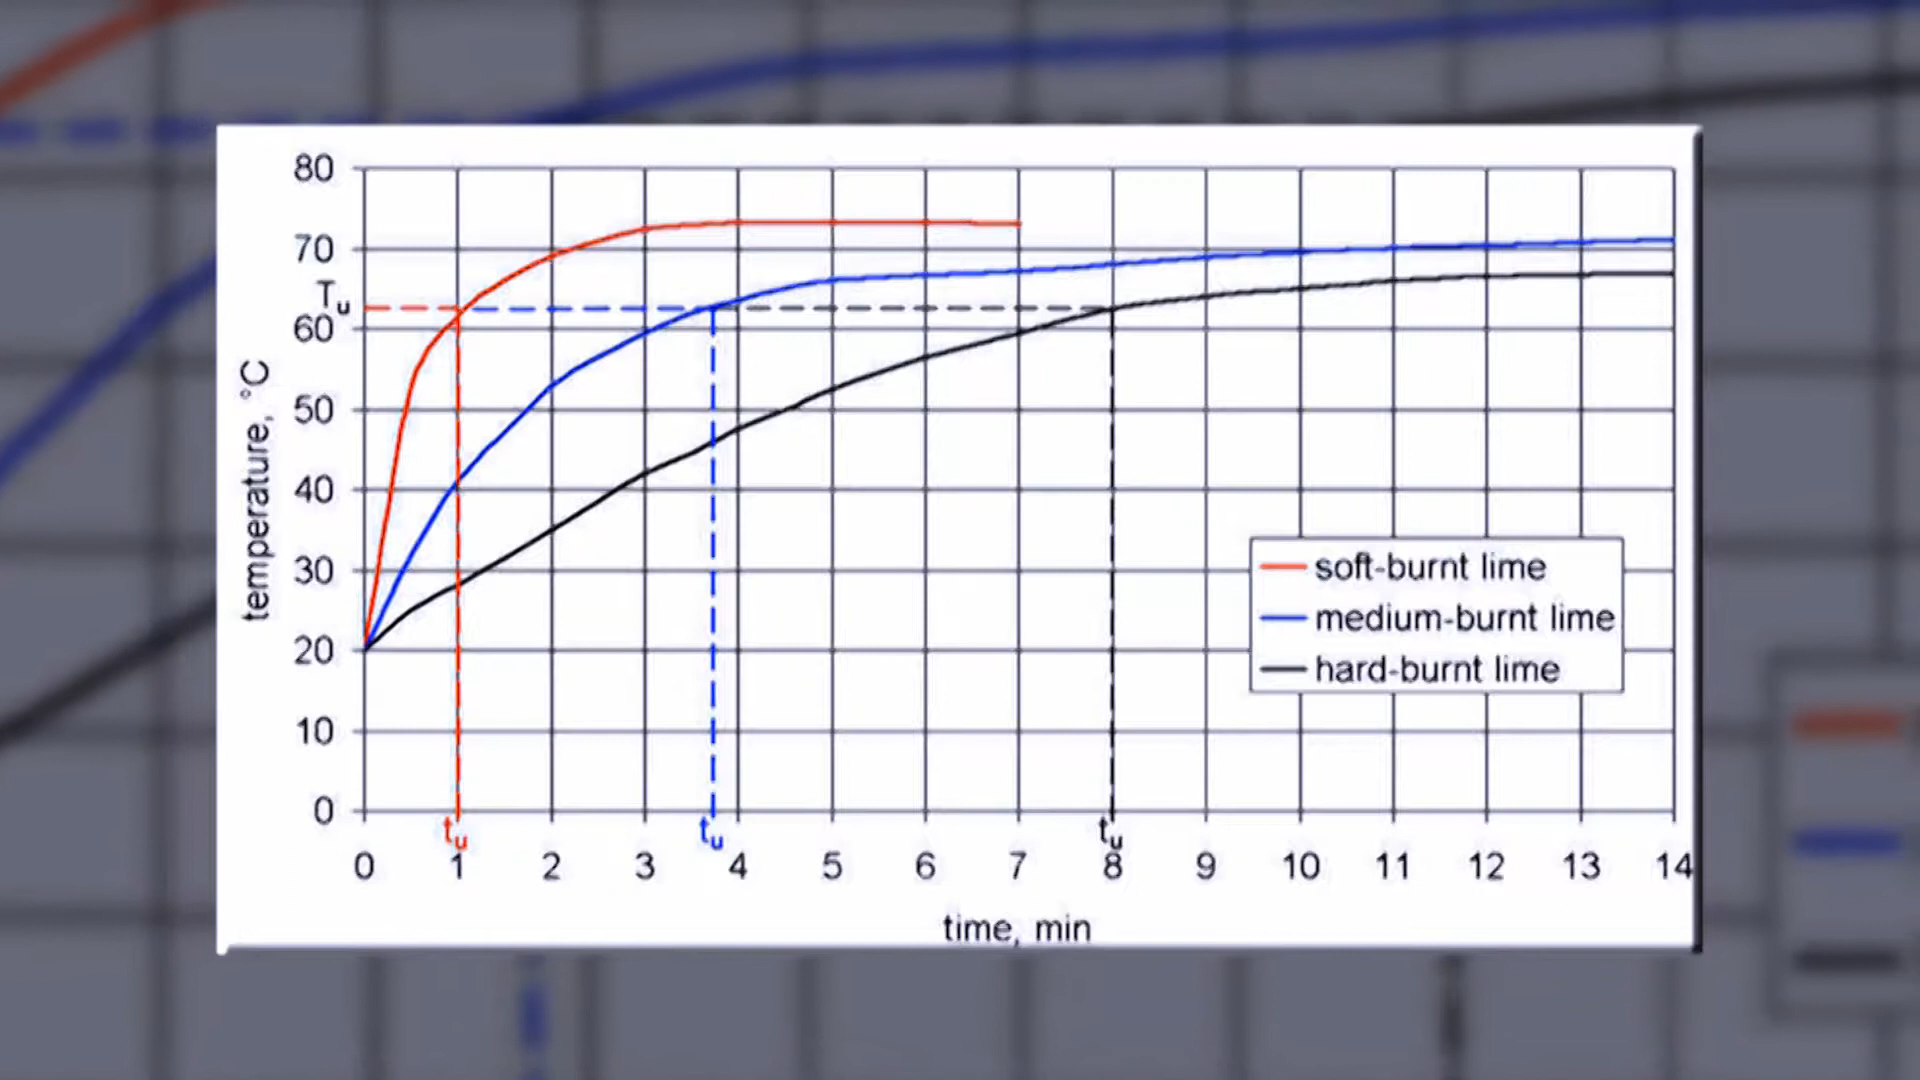 80
70
Tu
60
50
40
30
20
10
0
temperature, °C
soft-burnt lime
medium-burnt lime
hard-burnt lime
tu tu tu
0 1 2 3 4 5 6 7 8 9 10 11 12 13 14
time, min